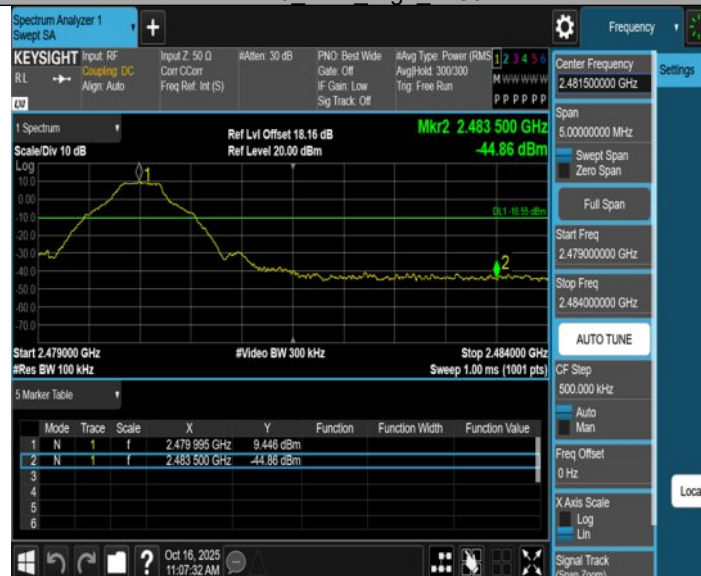 Spectrum Analyzer 1
Swept SA
+
Frequency
KEYSIGHT
RL
LXI
Input: RF
Coupling: DC
Align: Auto
Input Z: 50 Ω
Corr CCorr
Freq Ref: Int (S)
#Atten: 30 dB
PNO: Best Wide
Gate: Off
IF Gain: Low
Sig Track: Off
#Avg Type: Power (RMS
Avg|Hold: 300/300
Trig: Free Run
1 2 3 4 5 6
M W W W W W
P P P P P P
Center Frequency
2.481500000 GHz
Settings
Span
5.00000000 MHz
Swept Span
Zero Span
Full Span
Start Freq
2.479000000 GHz
Stop Freq
2.484000000 GHz
AUTO TUNE
CF Step
500.000 kHz
Auto
Man
Freq Offset
0 Hz
X Axis Scale
Log
Lin
Signal Track
(Span Zoom)
Local
1 Spectrum
Scale/Div 10 dB
Ref Lvl Offset 18.16 dB
Ref Level 20.00 dBm
Mkr2 2.483 500 GHz
-44.86 dBm
Log
10.0
0.00
-10.0
-20.0
-30.0
-40.0
-50.0
-60.0
-70.0
1
DL1 -10.55 dBm
2
Start 2.479000 GHz
#Res BW 100 kHz
#Video BW 300 kHz
Stop 2.484000 GHz
Sweep 1.00 ms (1001 pts)
5 Marker Table
Mode Trace Scale X Y Function Function Width Function Value
1 N 1 f 2.479 995 GHz 9.446 dBm
2 N 1 f 2.483 500 GHz -44.86 dBm
3
4
5
6
?
Oct 16, 2025
11:07:32 AM